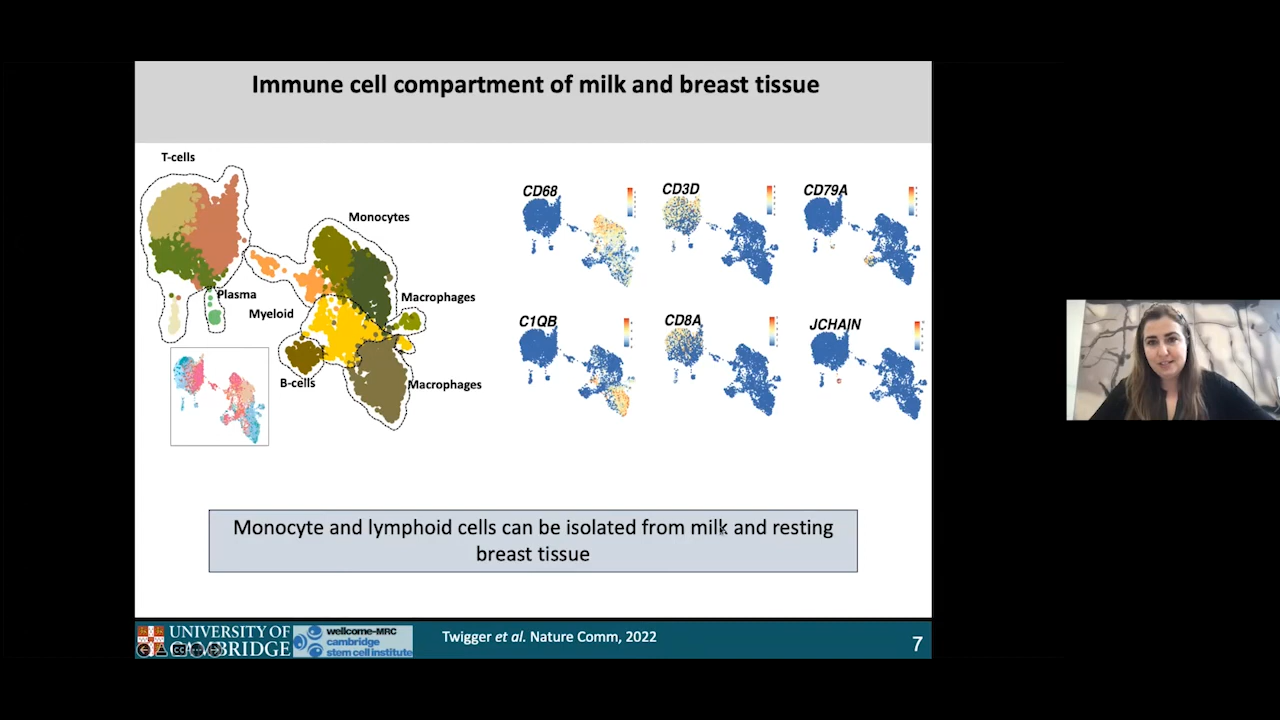 Immune cell compartment of milk and breast tissue
T-cells
Monocytes
Plasma
Myeloid
Macrophages
B-cells
Macrophages
CD68
CD3D
CD79A
C1QB
CD8A
JCHAIN
Monocyte and lymphoid cells can be isolated from milk and resting
breast tissue
UNIVERSITY OF
CAMBRIDGE
wellcome-MRC
cambridge
stem cell institute
Twigger et al. Nature Comm, 2022
7